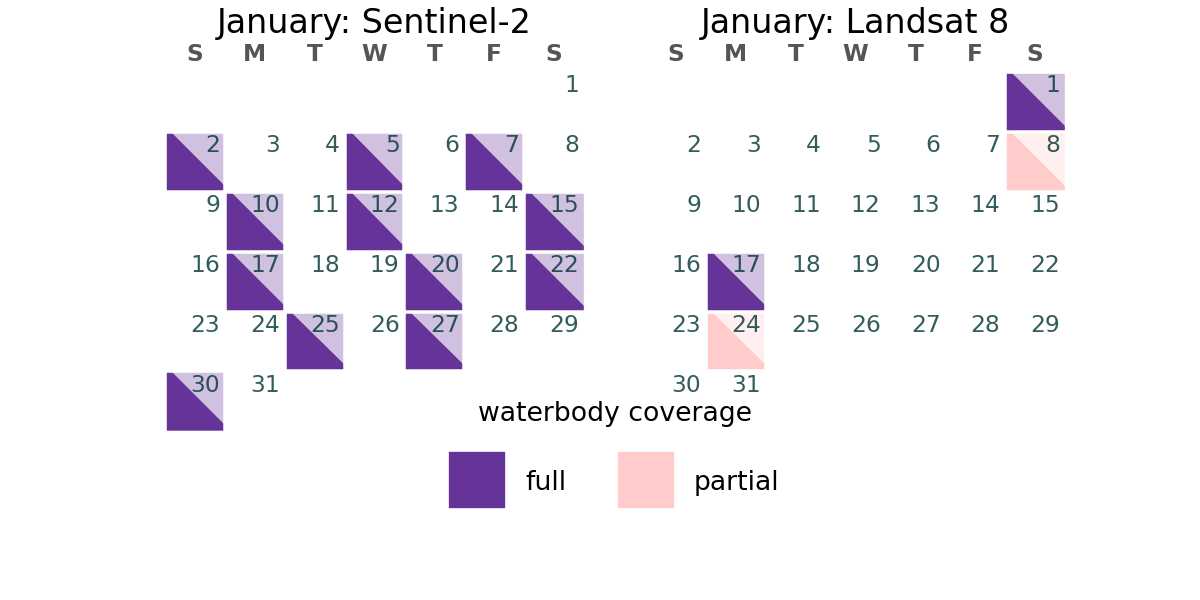 January: Sentinel-2
S M T W T F S
1
2 3 4 5 6 7 8
9 10 11 12 13 14 15
16 17 18 19 20 21 22
23 24 25 26 27 28 29
30 31
January: Landsat 8
S M T W T F S
1
2 3 4 5 6 7 8
9 10 11 12 13 14 15
16 17 18 19 20 21 22
23 24 25 26 27 28 29
30 31
waterbody coverage
full partial